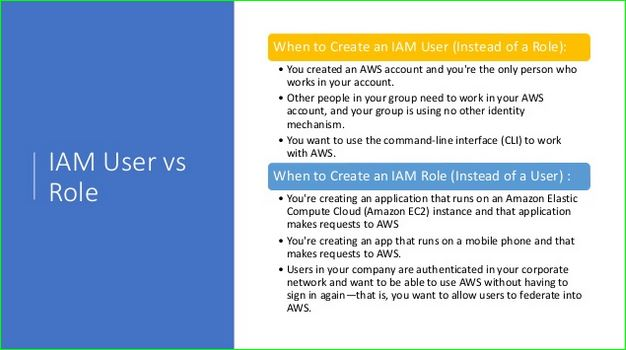 IAM User vs
Role
When to Create an IAM User (Instead of a Role):
• You created an AWS account and you're the only person who
works in your account.
• Other people in your group need to work in your AWS
account, and your group is using no other identity
mechanism.
• You want to use the command-line interface (CLI) to work
with AWS.
When to Create an IAM Role (Instead of a User) :
• You're creating an application that runs on an Amazon Elastic
Compute Cloud (Amazon EC2) instance and that application
makes requests to AWS
• You're creating an app that runs on a mobile phone and that
makes requests to AWS.
• Users in your company are authenticated in your corporate
network and want to be able to use AWS without having to
sign in again—that is, you want to allow users to federate into
AWS.